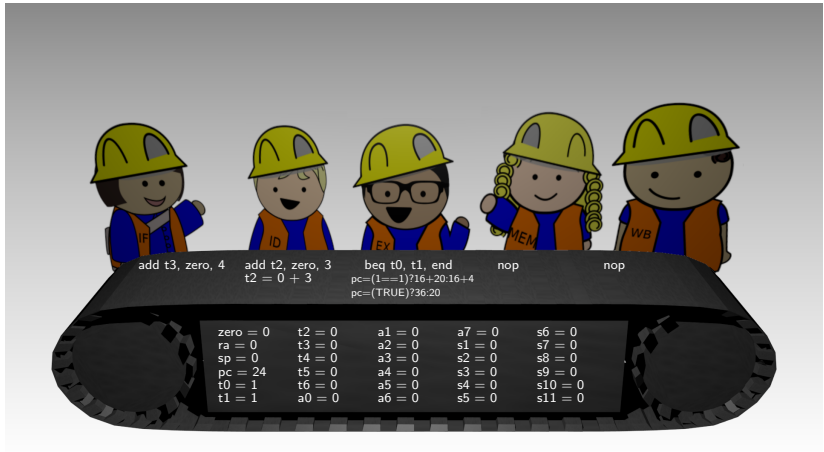 IF
ID
EX
MEM
WB
add t3, zero, 4 add t2, zero, 3 beq t0, t1, end nop nop
t2 = 0 + 3 pc=(1==1)?16+20:16+4
pc=(TRUE)?36:20
zero = 0 t2 = 0 a1 = 0 a7 = 0 s6 = 0
ra = 0 t3 = 0 a2 = 0 s1 = 0 s7 = 0
sp = 0 t4 = 0 a3 = 0 s2 = 0 s8 = 0
pc = 24 t5 = 0 a4 = 0 s3 = 0 s9 = 0
t0 = 1 t6 = 0 a5 = 0 s4 = 0 s10 = 0
t1 = 1 a0 = 0 a6 = 0 s5 = 0 s11 = 0